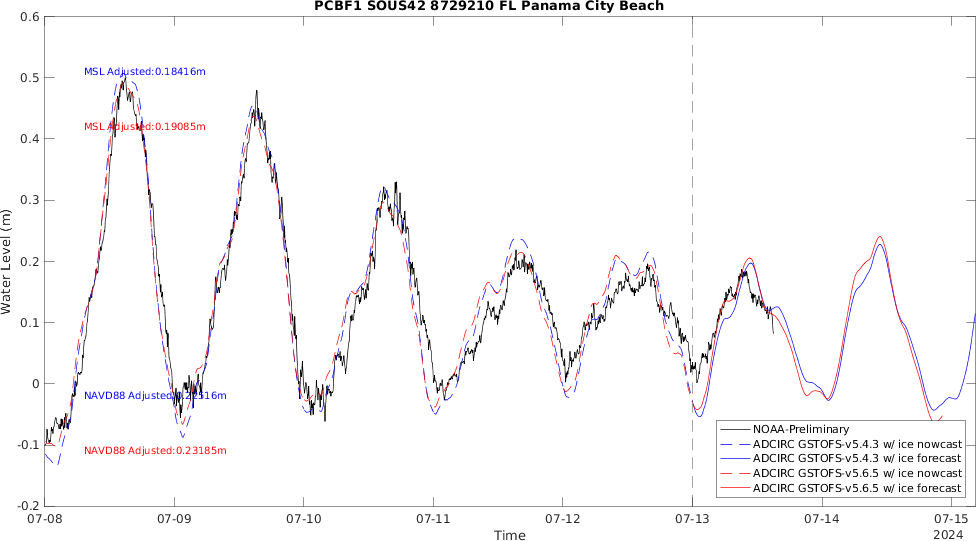 PCBF1 SOUS42 8729210 FL Panama City Beach
0.6
0.5
0.4
0.3
0.2
0.1
0
-0.1
-0.2
Water Level (m)
MSL Adjusted:0.18416m
MSL Adjusted:0.19085m
NAVD88 Adjusted:0.22516m
NAVD88 Adjusted:0.23185m
NOAA-Preliminary
ADCIRC GSTOFS-v5.4.3 w/ ice nowcast
ADCIRC GSTOFS-v5.4.3 w/ ice forecast
ADCIRC GSTOFS-v5.6.5 w/ ice nowcast
ADCIRC GSTOFS-v5.6.5 w/ ice forecast
07-08 07-09 07-10 07-11 07-12 07-13 07-14 07-15
Time
2024